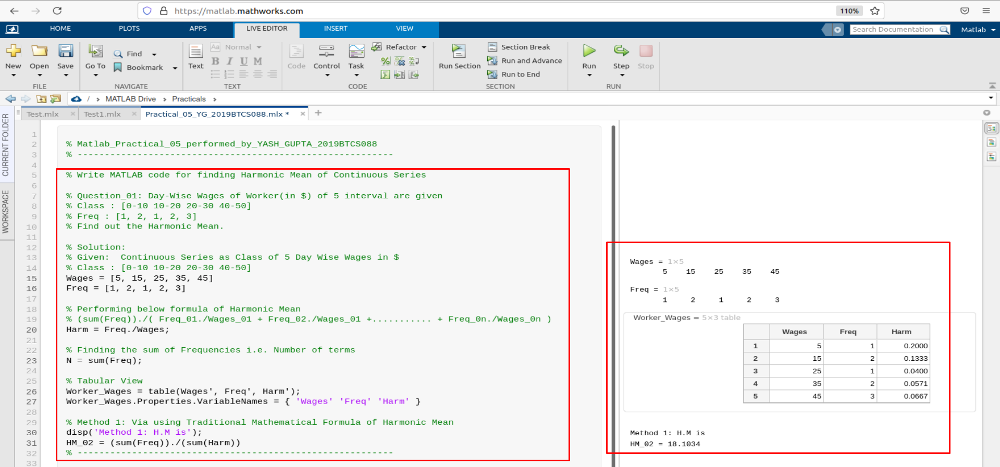 https://matlab.mathworks.com
110%
HOME PLOTS APPS LIVE EDITOR INSERT VIEW
Search Documentation
Matlab
New Open Save
FILE
Go To
Find
Bookmark
NAVIGATE
Text
Aa Normal
B I U M
TEXT
Code Control Task
Refactor
CODE
Run Section
Section Break
Run and Advance
Run to End
SECTION
Run Step Stop
RUN
/ › MATLAB Drive › Practicals ›
CURRENT FOLDER
WORKSPACE
Test.mlx × Test1.mlx × Practical_05_YG_2019BTCS088.mlx * × +
1
2 % Matlab_Practical_05_performed_by_YASH_GUPTA_2019BTCS088
3 % ----------------------------------------------------------
4
5 % Write MATLAB code for finding Harmonic Mean of Continuous Series
6
7 % Question_01: Day-Wise Wages of Worker(in $) of 5 interval are given
8 % Class : [0-10 10-20 20-30 40-50]
9 % Freq : [1, 2, 1, 2, 3]
10 % Find out the Harmonic Mean.
11
12 % Solution:
13 % Given:  Continuous Series as Class of 5 Day Wise Wages in $
14 % Class : [0-10 10-20 20-30 40-50]
15 Wages = [5, 15, 25, 35, 45]
16 Freq = [1, 2, 1, 2, 3]
17
18 % Performing below formula of Harmonic Mean
19 % (sum(Freq))./( Freq_01./Wages_01 + Freq_02./Wages_01 +........... + Freq_0n./Wages_0n )
20 Harm = Freq./Wages;
21
22 % Finding the sum of Frequencies i.e. Number of terms
23 N = sum(Freq);
24
25 % Tabular View
26 Worker_Wages = table(Wages', Freq', Harm');
27 Worker_Wages.Properties.VariableNames = { 'Wages' 'Freq' 'Harm' }
28
29 % Method 1: Via using Traditional Mathematical Formula of Harmonic Mean
30 disp('Method 1: H.M is');
31 HM_02 = (sum(Freq))./(sum(Harm))
32 % ----------------------------------------------------------
33
Wages = 1×5
5 15 25 35 45
Freq = 1×5
1 2 1 2 3
Worker_Wages = 5×3 table
Wages Freq Harm
1 5 1 0.2000
2 15 2 0.1333
3 25 1 0.0400
4 35 2 0.0571
5 45 3 0.0667
Method 1: H.M is
HM_02 = 18.1034